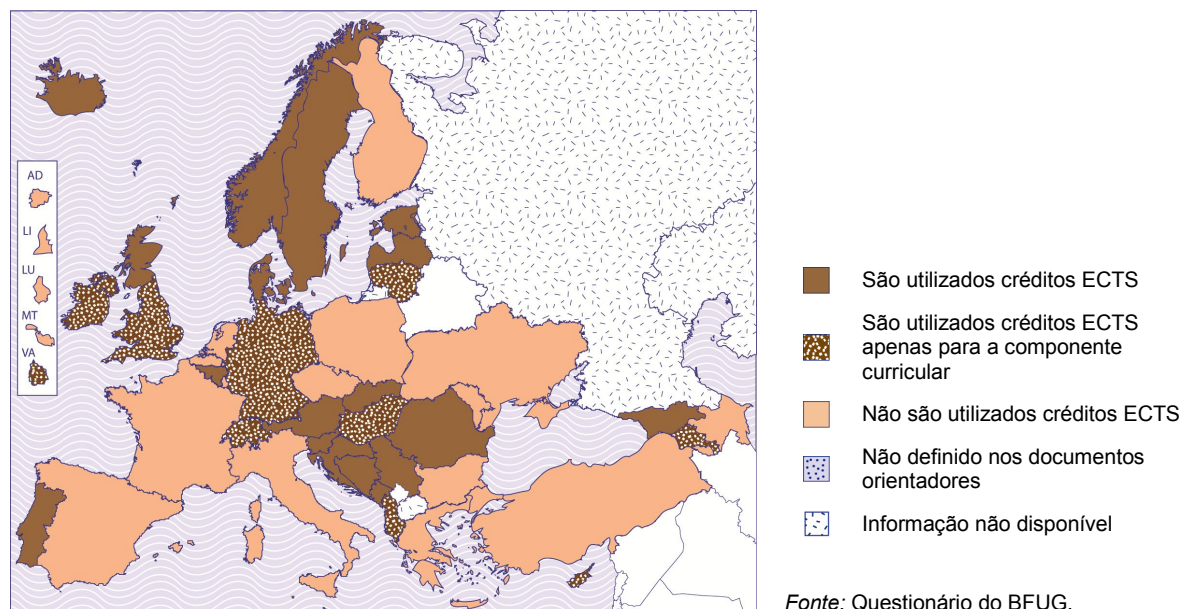 AD
LI
LU
MT
VA
São utilizados créditos ECTS
São utilizados créditos ECTS
apenas para a componente
curricular
Não são utilizados créditos ECTS
Não definido nos documentos
orientadores
Informação não disponível
Fonte: Questionário do BFUG.